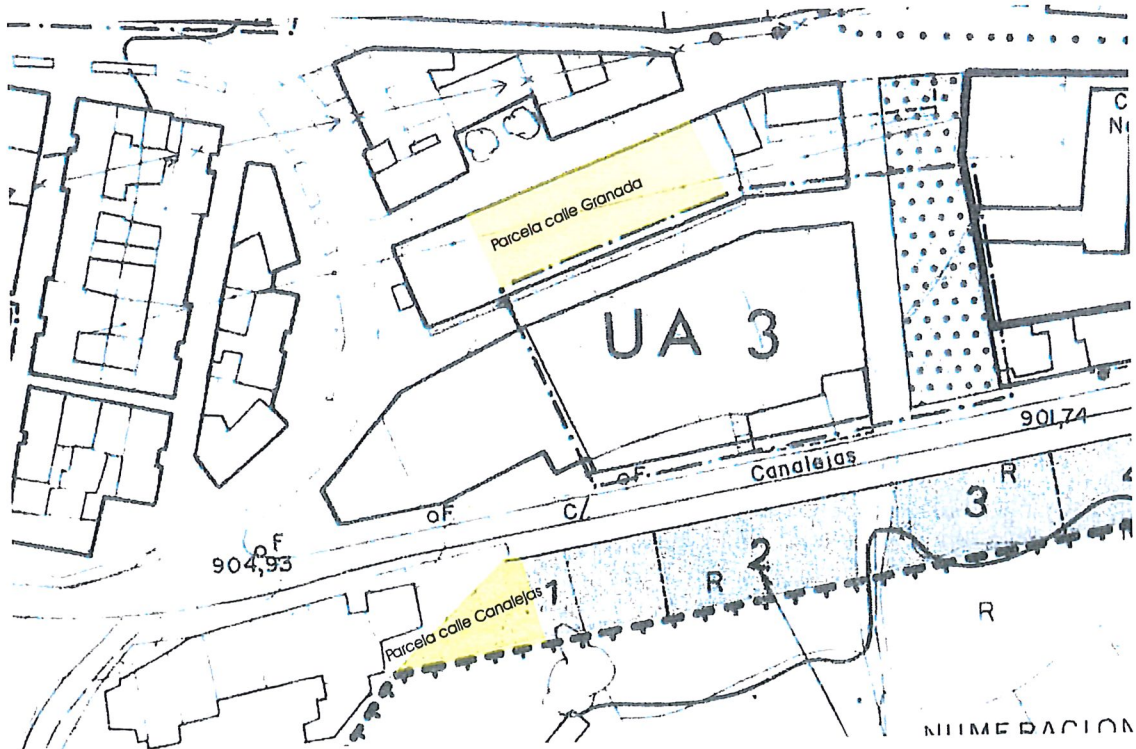 C
Parcela calle Granada
UA 3
901,74
Canalejas
oF
R
oF
C/
3
oF
904,93
2
R
1
Parcela calle Canalejas
R
NUMERACION